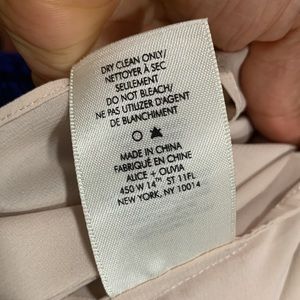 DRY CLEAN ONLY/
NETTOYER À SEC
SEULEMENT
DO NOT BLEACH/
NE PAS UTILIZER D'AGENT
DE BLANCHIMENT
MADE IN CHINA
FABRIQUÉ EN CHINE
ALICE + OLIVIA
450 W 14TH ST 11FL
NEW YORK, NY 10014